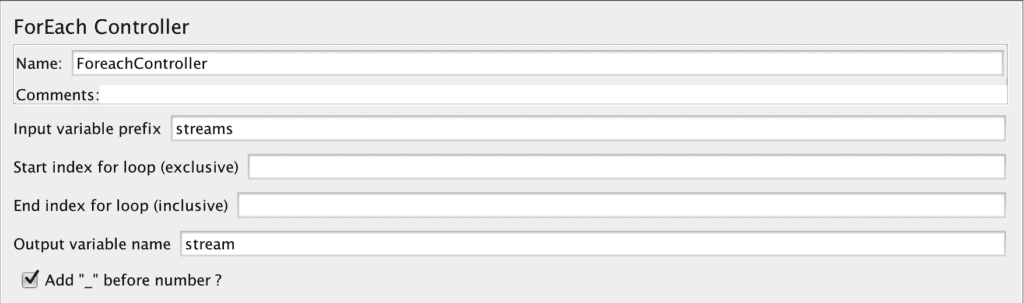 ForEach Controller
Name: ForeachController
Comments:
Input variable prefix streams
Start index for loop (exclusive)
End index for loop (inclusive)
Output variable name stream
Add "_" before number ?